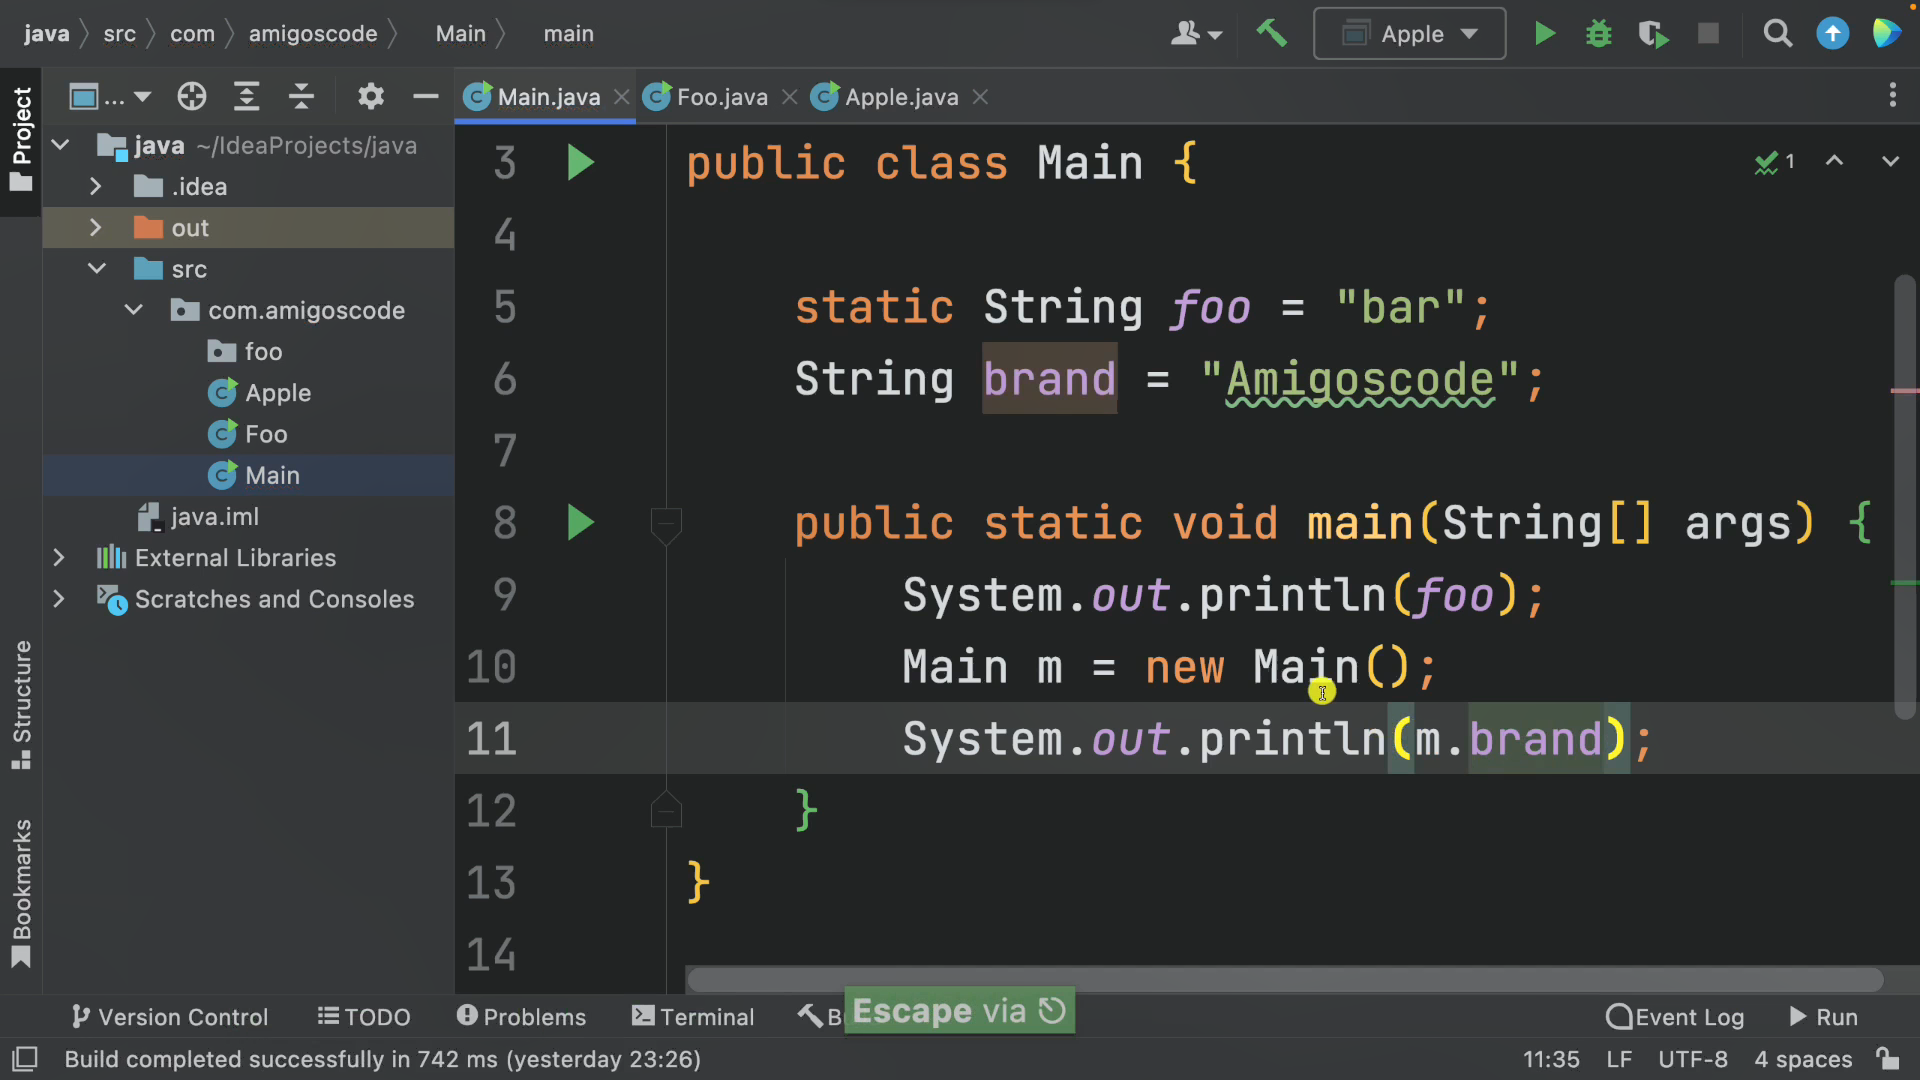 java src com amigoscode Main main
Apple
Project
...
Main.java Foo.java Apple.java
java ~/IdeaProjects/java
.idea
out
src
com.amigoscode
foo
Apple
Foo
Main
java.iml
External Libraries
Scratches and Consoles
Structure
Bookmarks
1
3 public class Main {
4
5 static String foo = "bar";
6 String brand = "Amigoscode";
7
8 public static void main(String[] args) {
9 System.out.println(foo);
10 Main m = new Main();
11 System.out.println(m.brand);
12 }
13 }
14
Version Control TODO Problems Terminal Event Log Run
Escape via
Build completed successfully in 742 ms (yesterday 23:26) 11:35 LF UTF-8 4 spaces